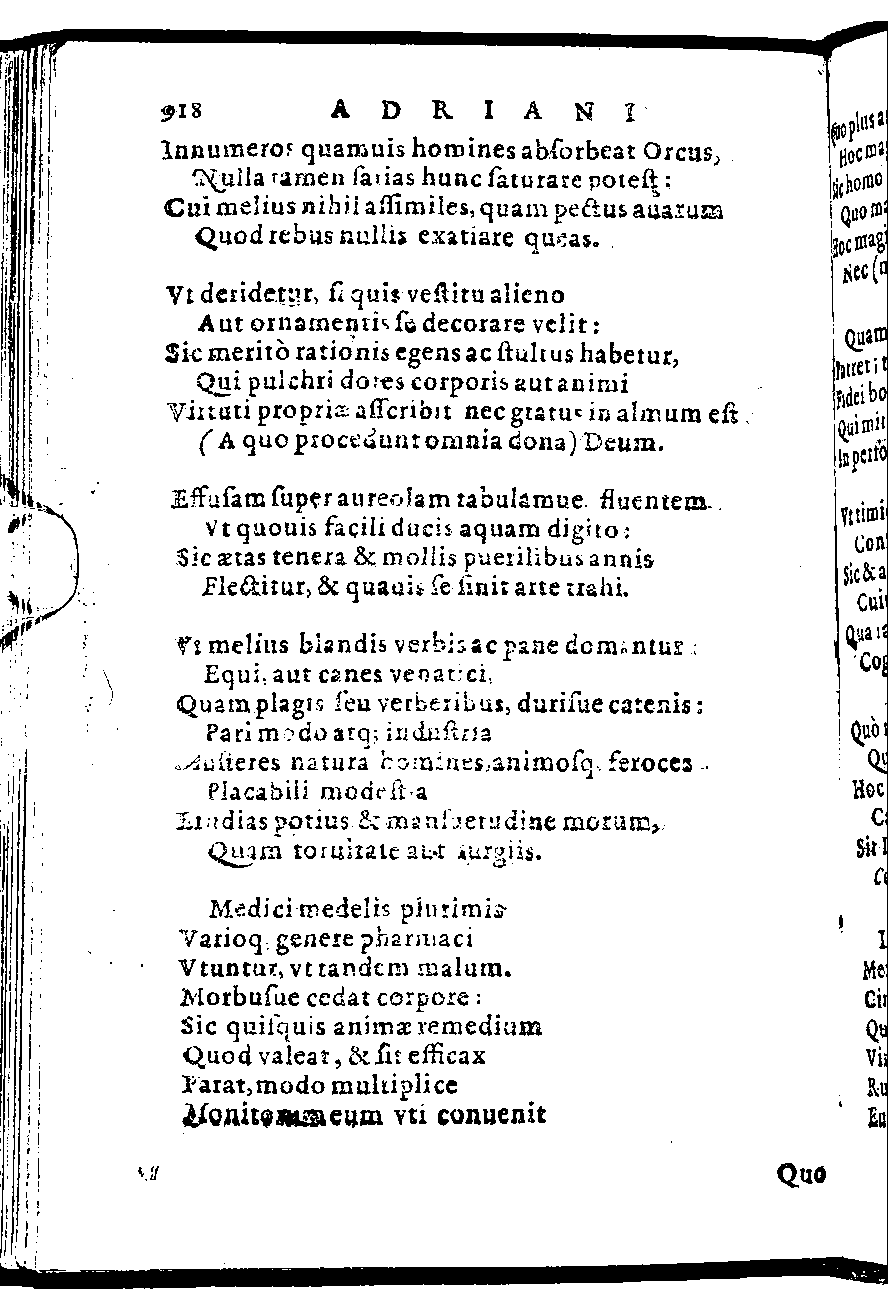 918 A D R I A N I
Innumeros quamuis homines abſorbeat Orcus,
Nulla tamen ſatias hunc ſaturare poteſt :
Cui melius nihil aſſimiles, quam pectus auarum
Quod rebus nullis exatiare queas.
Vt deridetur, ſi quis veſtitu alieno
Aut ornamentis ſe decorare velit :
Sic meritò rationis egens ac ſtultus habetur,
Qui pulchri dotes corporis aut animi
Virtuti propriæ aſſcribit nec gratus in almum eſt
( A quo procedunt omnia dona) Deum.
Effuſam ſuper aureolam tabulamue fluentem
Vt quouis facili ducis aquam digito :
Sic ætas tenera & mollis puerilibus annis
Flectitur, & quauis ſe ſinit arte trahi.
Vt melius blandis verbis ac pane domantur :
Equi, aut canes venatici,
Quam plagis ſeu verberibus, duriſue catenis :
Pari modo atq; induſtria
Auſteres natura homines, animoſq. feroces
Placabili modeſtia
Emdias potius & manſuetudine morum,
Quam toruitate aut iurgiis.
Medici medelis plurimis
Varioq. genere pharmaci
Vtuntur, vt tandem malum.
Morbuſue cedat corpore :
Sic quiſquis animæ remedium
Quod valeat, & ſit efficax
Parat, modo multiplice
eum vti conuenit
Quo
Quo plus a
Hoc ma
Sic homo
Quo ma
Hoc magi
Nec (n
Quam
Patret ; t
Fidei bo
Qui mit
In perſo
Vt timi
Conf
Sic & a
Cui
Qua ra
Cog
Quò
Qu
Hoc
Ca
Sit
Ce
Me
Cir
Qu
Vi
Ru